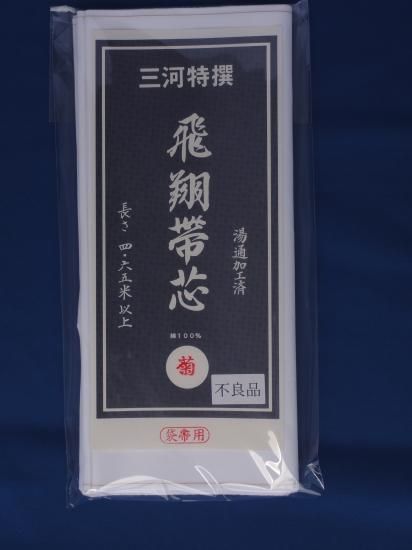 三河特撰
飛翔帯芯
湯通加工済
長さ 四・六五米以上
綿100%
菊
不良品
袋帯用